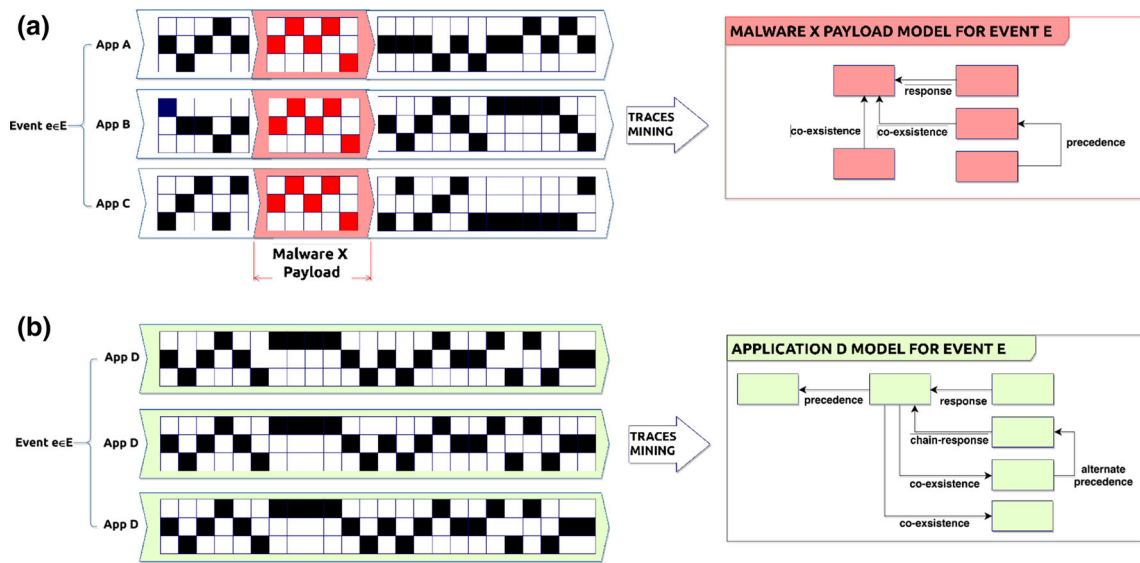 (a)
App A
App B
App C
Event e∈E
Malware X
Payload
TRACES
MINING
MALWARE X PAYLOAD MODEL FOR EVENT E
response
co-exsistence
co-exsistence
precedence
(b)
App D
App D
App D
Event e∈E
TRACES
MINING
APPLICATION D MODEL FOR EVENT E
precedence
response
chain-response
co-exsistence
alternate
precedence
co-exsistence